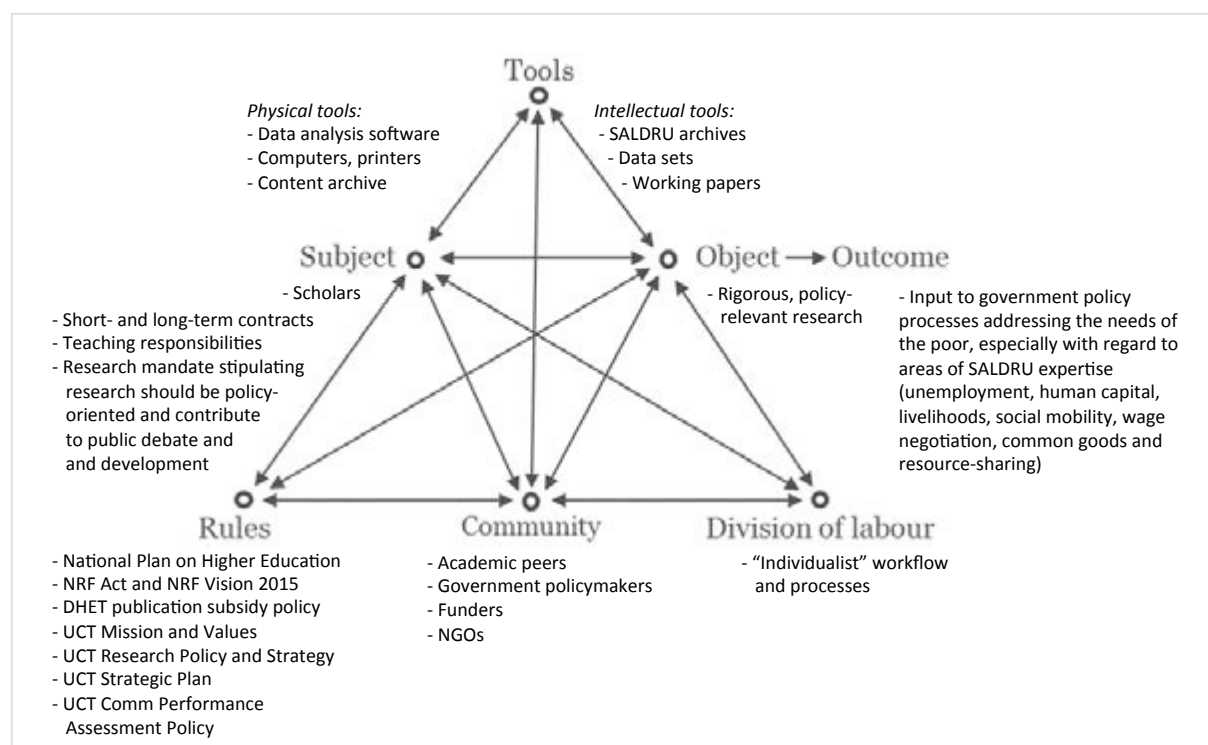 Tools
Physical tools:
- Data analysis software
- Computers, printers
- Content archive
Intellectual tools:
- SALDRU archives
- Data sets
- Working papers
Subject
- Scholars
- Short- and long-term contracts
- Teaching responsibilities
- Research mandate stipulating
research should be policy-
oriented and contribute
to public debate and
and development
Object
Outcome
- Rigorous, policy-
relevant research
- Input to government policy
processes addressing the needs of
the poor, especially with regard to
areas of SALDRU expertise
(unemployment, human capital,
livelihoods, social mobility, wage
negotiation, common goods and
resource-sharing)
Rules
- National Plan on Higher Education
- NRF Act and NRF Vision 2015
- DHET publication subsidy policy
- UCT Mission and Values
- UCT Research Policy and Strategy
- UCT Strategic Plan
- UCT Comm Performance
Assessment Policy
Community
- Academic peers
- Government policymakers
- Funders
- NGOs
Division of labour
- “Individualist” workflow
and processes